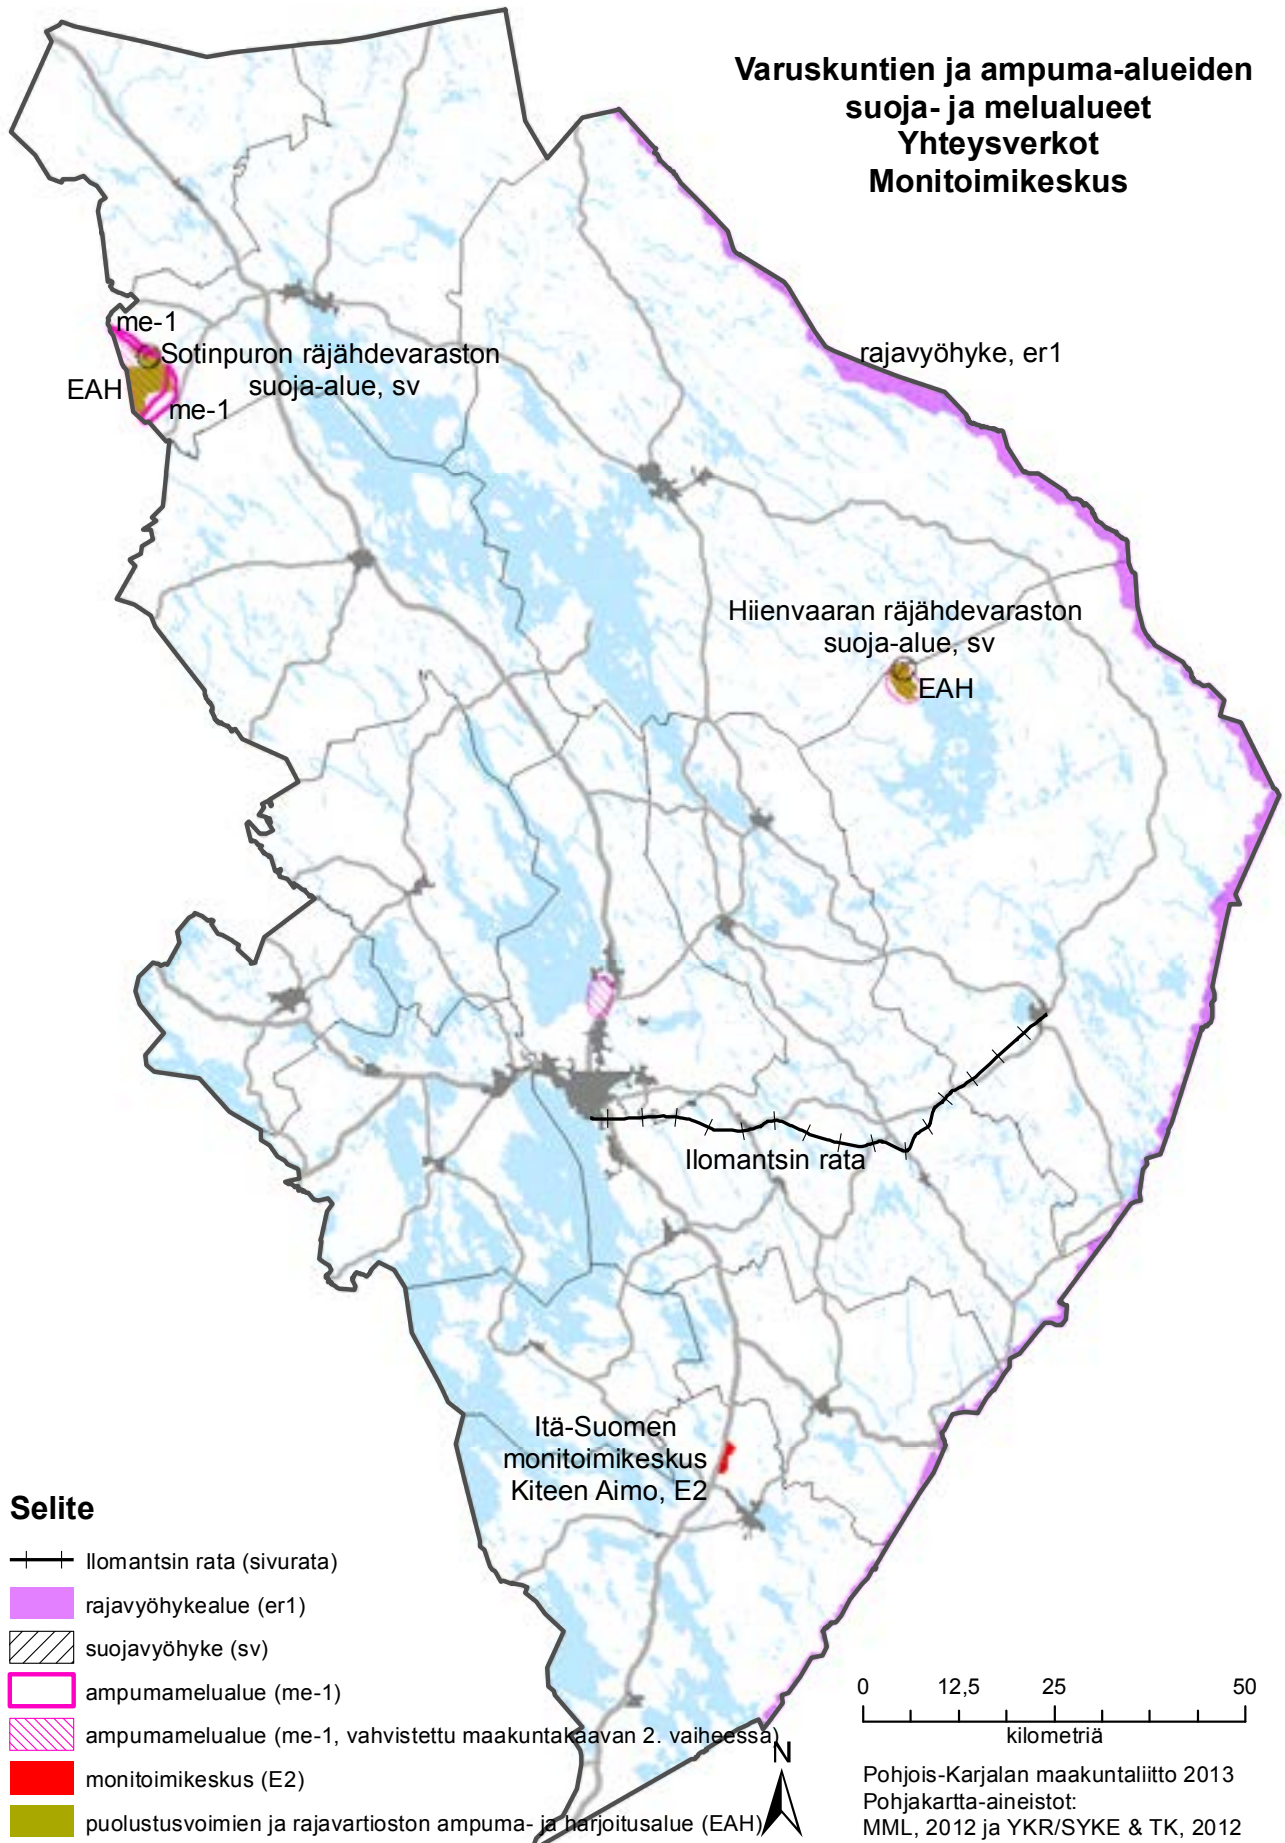 Varuskuntien ja ampuma-alueiden
suoja- ja melualueet
Yhteysverkot
Monitoimikeskus
me-1
Sotinpuron räjähdevaraston
suoja-alue, sv
EAH
me-1
rajavyöhyke, er1
Hiienvaaran räjähdevaraston
suoja-alue, sv
EAH
Ilomantsin rata
Itä-Suomen
monitoimikeskus
Kiteen Aimo, E2
Selite
Ilomantsin rata (sivurata)
rajavyöhykealue (er1)
suojavyöhyke (sv)
ampumamelualue (me-1)
ampumamelualue (me-1, vahvistettu maakuntakaavan 2. vaiheessa)
monitoimikeskus (E2)
puolustusvoimien ja rajavartioston ampuma- ja harjoitusalue (EAH)
N
0 12,5 25 50
kilometriä
Pohjois-Karjalan maakuntaliitto 2013
Pohjakartta-aineistot:
MML, 2012 ja YKR/SYKE & TK, 2012